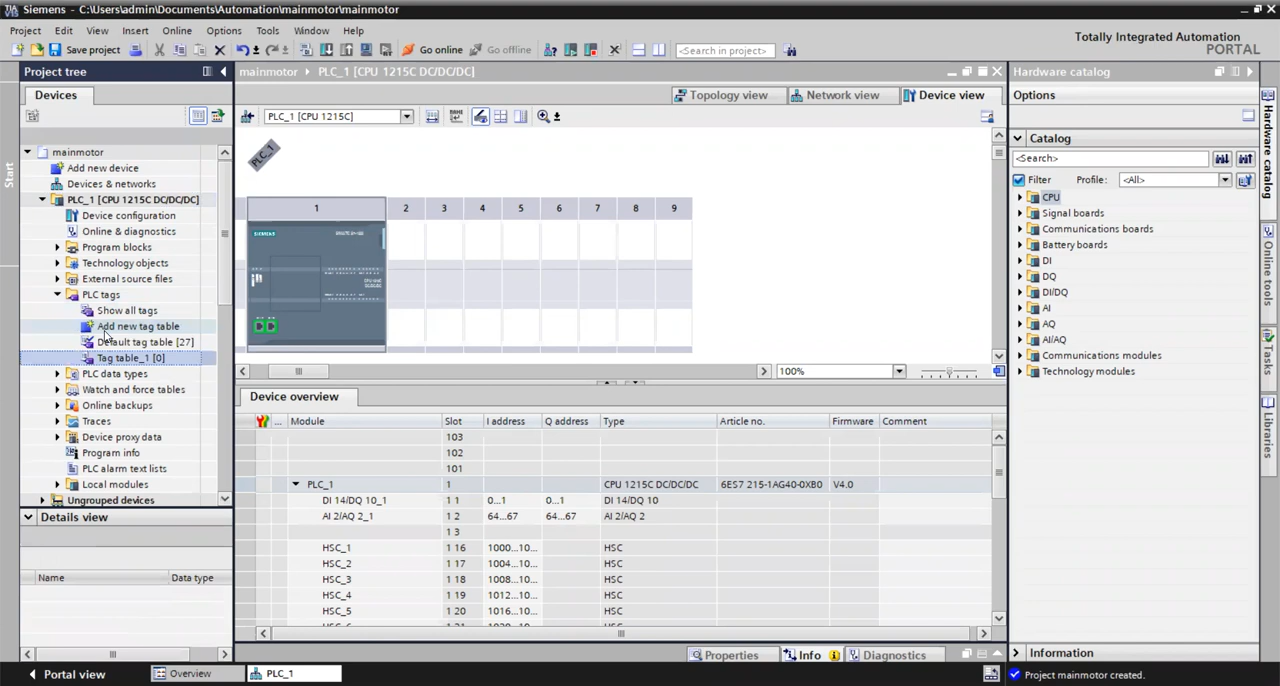 Siemens - C:\Users\admin\Documents\Automation\mainmotor\mainmotor
Project Edit View Insert Online Options Tools Window Help
Save project
Go online
Go offline
<Search in project>
Totally Integrated Automation
PORTAL
Start
Project tree
Devices
mainmotor
Add new device
Devices & networks
PLC_1 [CPU 1215C DC/DC/DC]
Device configuration
Online & diagnostics
Program blocks
Technology objects
External source files
PLC tags
Show all tags
Add new tag table
Default tag table [27]
Tag table_1 [0]
PLC data types
Watch and force tables
Online backups
Traces
Device proxy data
Program info
PLC alarm text lists
Local modules
Ungrouped devices
Details view
Name Data type
mainmotor PLC_1 [CPU 1215C DC/DC/DC]
Topology view Network view Device view
PLC_1 [CPU 1215C]
PLC_1
1 2 3 4 5 6 7 8 9
SIEMENS
100%
Device overview
... Module Slot I address Q address Type Article no. Firmware Comment
103
102
101
PLC_1 1 CPU 1215C DC/DC/DC 6ES7 215-1AG40-0XB0 V4.0
DI 14/DQ 10_1 1 1 0...1 0...1 DI 14/DQ 10
AI 2/AQ 2_1 1 2 64...67 64...67 AI 2/AQ 2
1 3
HSC_1 1 16 1000...10... HSC
HSC_2 1 17 1004...10... HSC
HSC_3 1 18 1008...10... HSC
HSC_4 1 19 1012...10... HSC
HSC_5 1 20 1016...10... HSC
Properties Info Diagnostics
Hardware catalog
Options
Catalog
<Search>
Filter Profile: <All>
CPU
Signal boards
Communications boards
Battery boards
DI
DQ
DI/DQ
AI
AQ
AI/AQ
Communications modules
Technology modules
Information
Hardware catalog
Online tools
Tasks
Libraries
Portal view Overview PLC_1
Project mainmotor created.